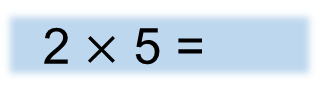 2 × 5 =